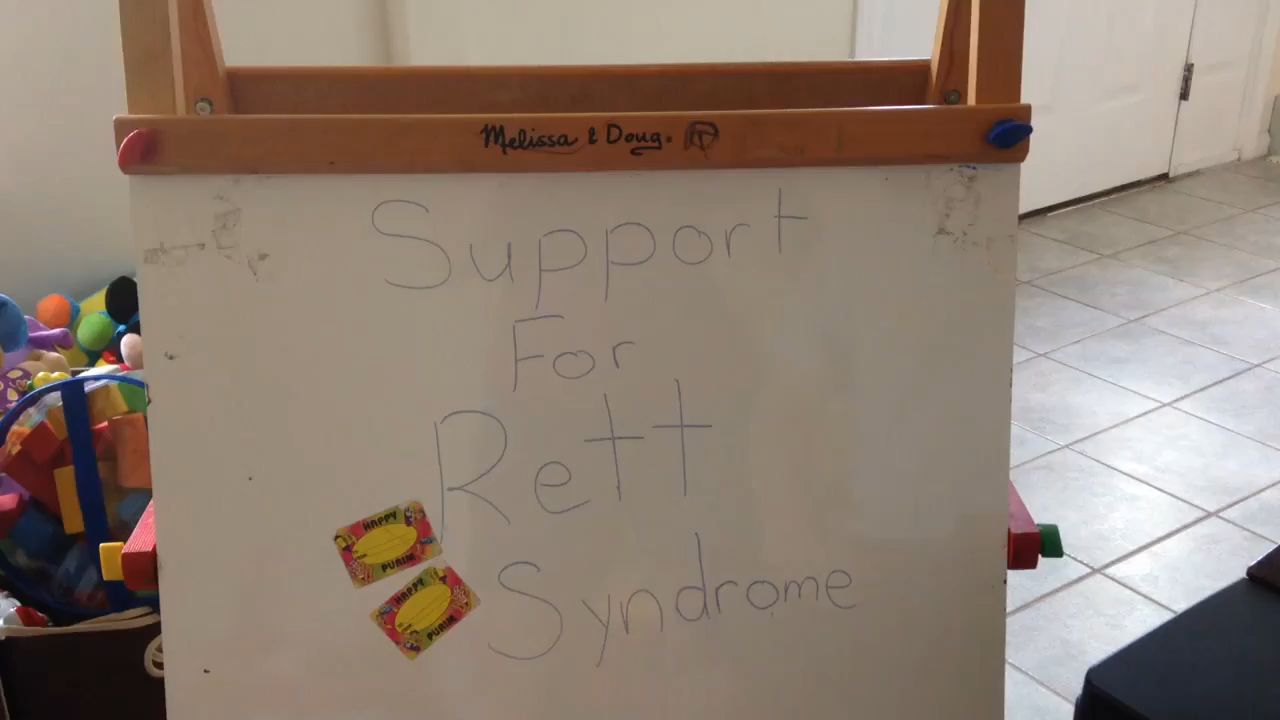 Melissa & Doug.
Support
For
Rett
Syndrome
HAPPY
PURIM
HAPPY
PURIM